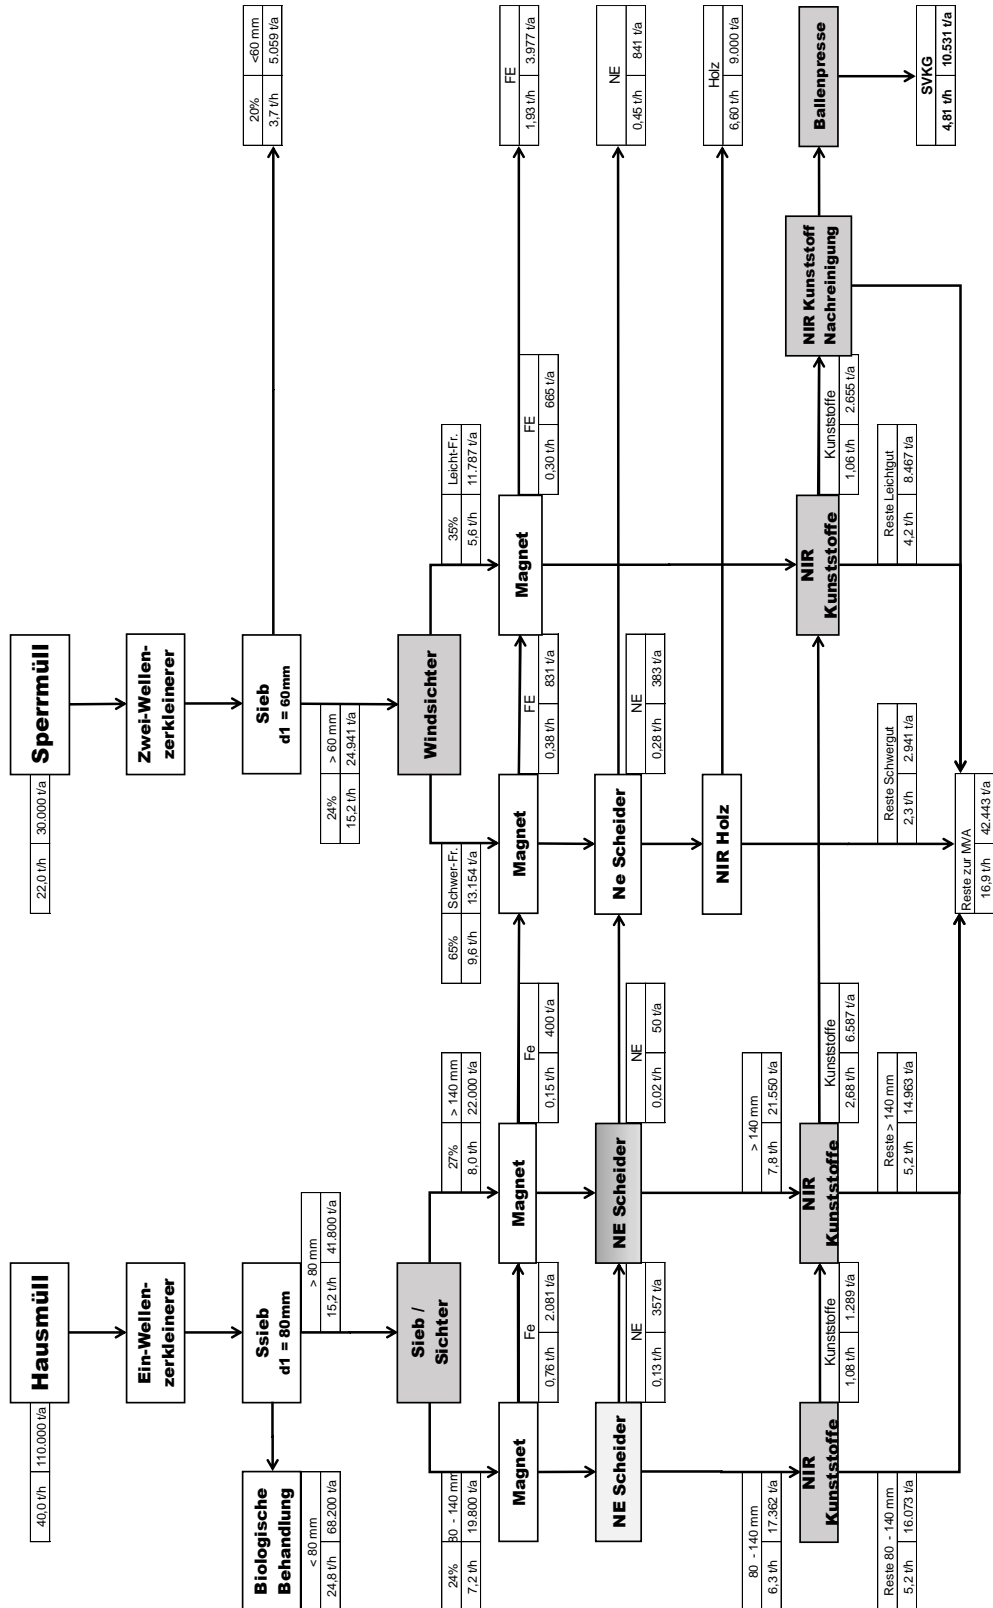 Hausmüll
40,0 t/h 110.000 t/a
Ein-Wellen-
zerkleinerer
Ssieb
d1 = 80mm
Biologische
Behandlung
< 80 mm
24,8 t/h 68.200 t/a
> 80 mm
15,2 t/h 41.800 t/a
Sieb /
Sichter
24% 80 - 140 mm
7,2 t/h 19.800 t/a
27% > 140 mm
8,0 t/h 22.000 t/a
Magnet
Fe
0,76 t/h 2.081 t/a
Magnet
Fe
0,15 t/h 400 t/a
NE Scheider
NE
0,13 t/h 357 t/a
NE Scheider
NE
0,02 t/h 50 t/a
80 - 140 mm
6,3 t/h 17.362 t/a
> 140 mm
7,8 t/h 21.550 t/a
NIR
Kunststoffe
Kunststoffe
1,08 t/h 1.289 t/a
NIR
Kunststoffe
Kunststoffe
2,68 t/h 6.587 t/a
Reste 80 - 140 mm
5,2 t/h 16.073 t/a
Reste > 140 mm
5,2 t/h 14.963 t/a
Sperrmüll
22,0 t/h 30.000 t/a
Zwei-Wellen-
zerkleinerer
Sieb
d1 = 60mm
20% <60 mm
3,7 t/h 5.059 t/a
24% > 60 mm
15,2 t/h 24.941 t/a
Windsichter
65% Schwer-Fr.
9,6 t/h 13.154 t/a
35% Leicht-Fr.
5,6 t/h 11.787 t/a
Magnet
FE
0,38 t/h 831 t/a
Magnet
FE
0,30 t/h 665 t/a
FE
1,93 t/h 3.977 t/a
Ne Scheider
NE
0,28 t/h 383 t/a
NE
0,45 t/h 841 t/a
NIR Holz
Holz
6,60 t/h 9.000 t/a
NIR
Kunststoffe
Kunststoffe
1,06 t/h 2.655 t/a
NIR Kunststoff
Nachreinigung
Ballenpresse
SVKG
4,81 t/h 10.531 t/a
Reste Schwergut
2,3 t/h 2.941 t/a
Reste Leichtgut
4,2 t/h 8.467 t/a
Reste zur MVA
16,9 t/h 42.443 t/a